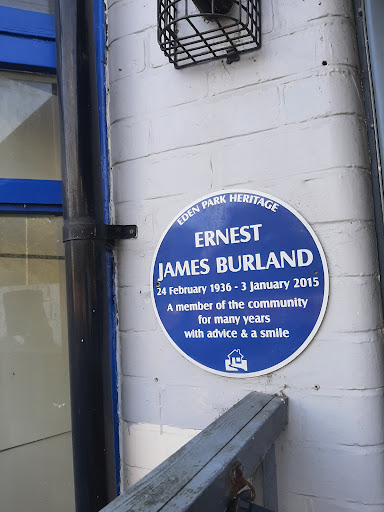 EDEN PARK HERITAGE
ERNEST
JAMES BURLAND
24 February 1936 - 3 January 2015
A member of the community
for many years
with advice & a smile